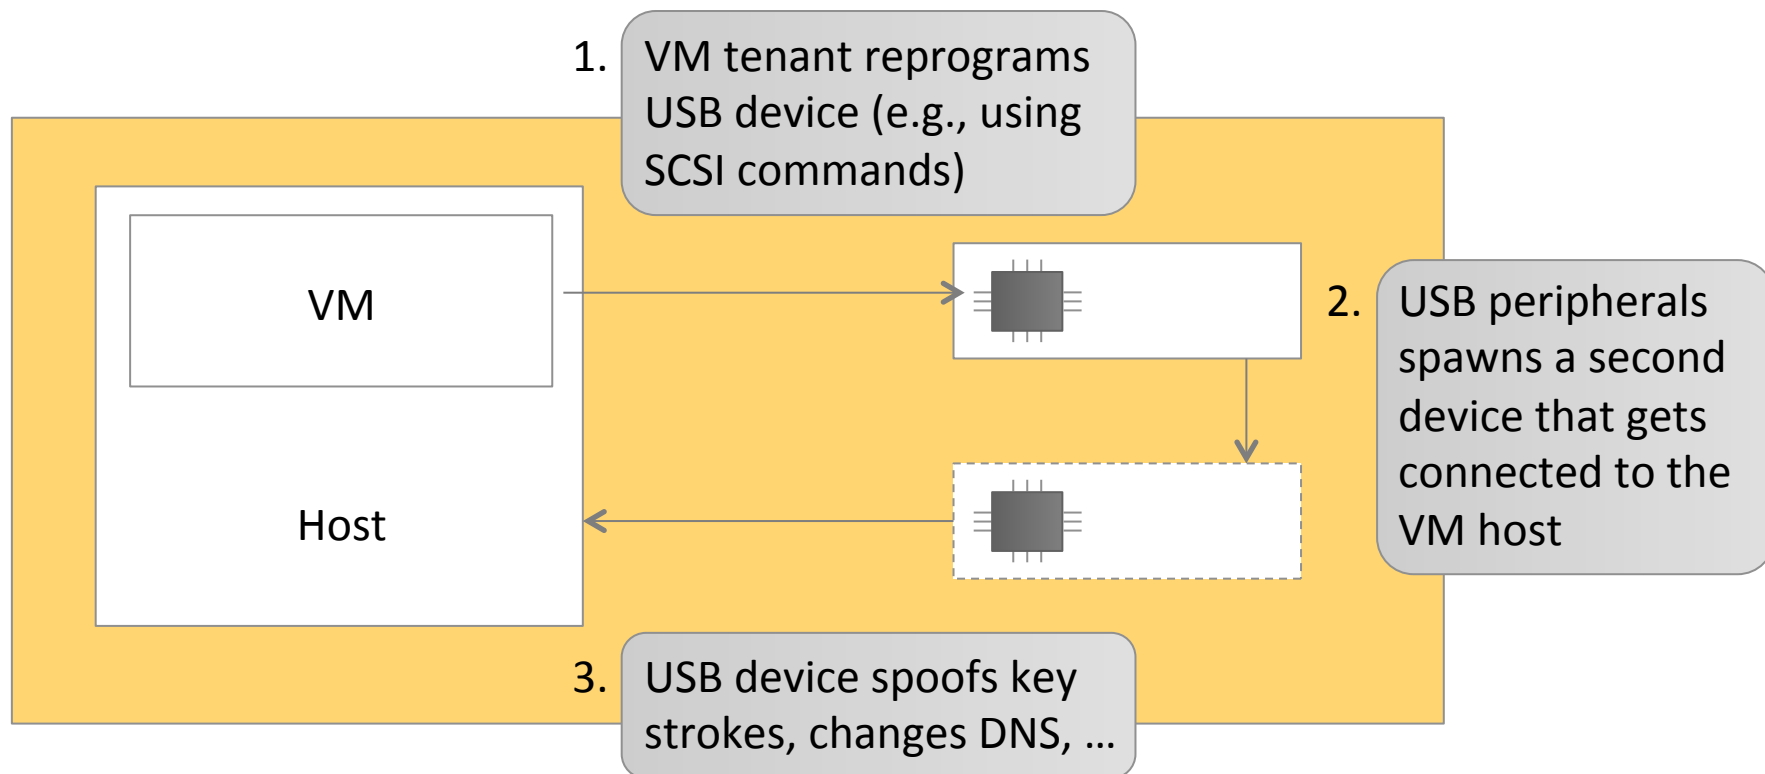 1. VM tenant reprograms
USB device (e.g., using
SCSI commands)
VM
2. USB peripherals
spawns a second
device that gets
connected to the
VM host
Host
3. USB device spoofs key
strokes, changes DNS, …